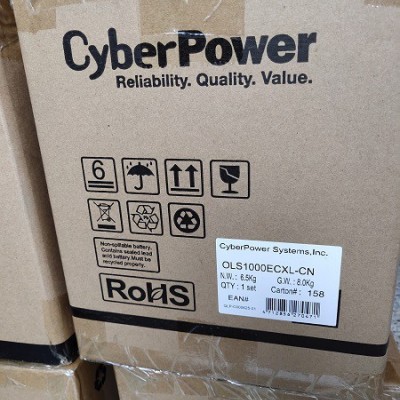 CyberPower
Reliability. Quality. Value.
6
Non-spillable battery.
Contains sealed lead
acid battery. Must be
recycled properly.
RoHS
CyberPower Systems,Inc.
OLS1000ECXL-CN
N.W.: 6.5Kg G.W.: 8.0Kg
QTY : 1 set Carton#: 158
EAN#
4712856270471